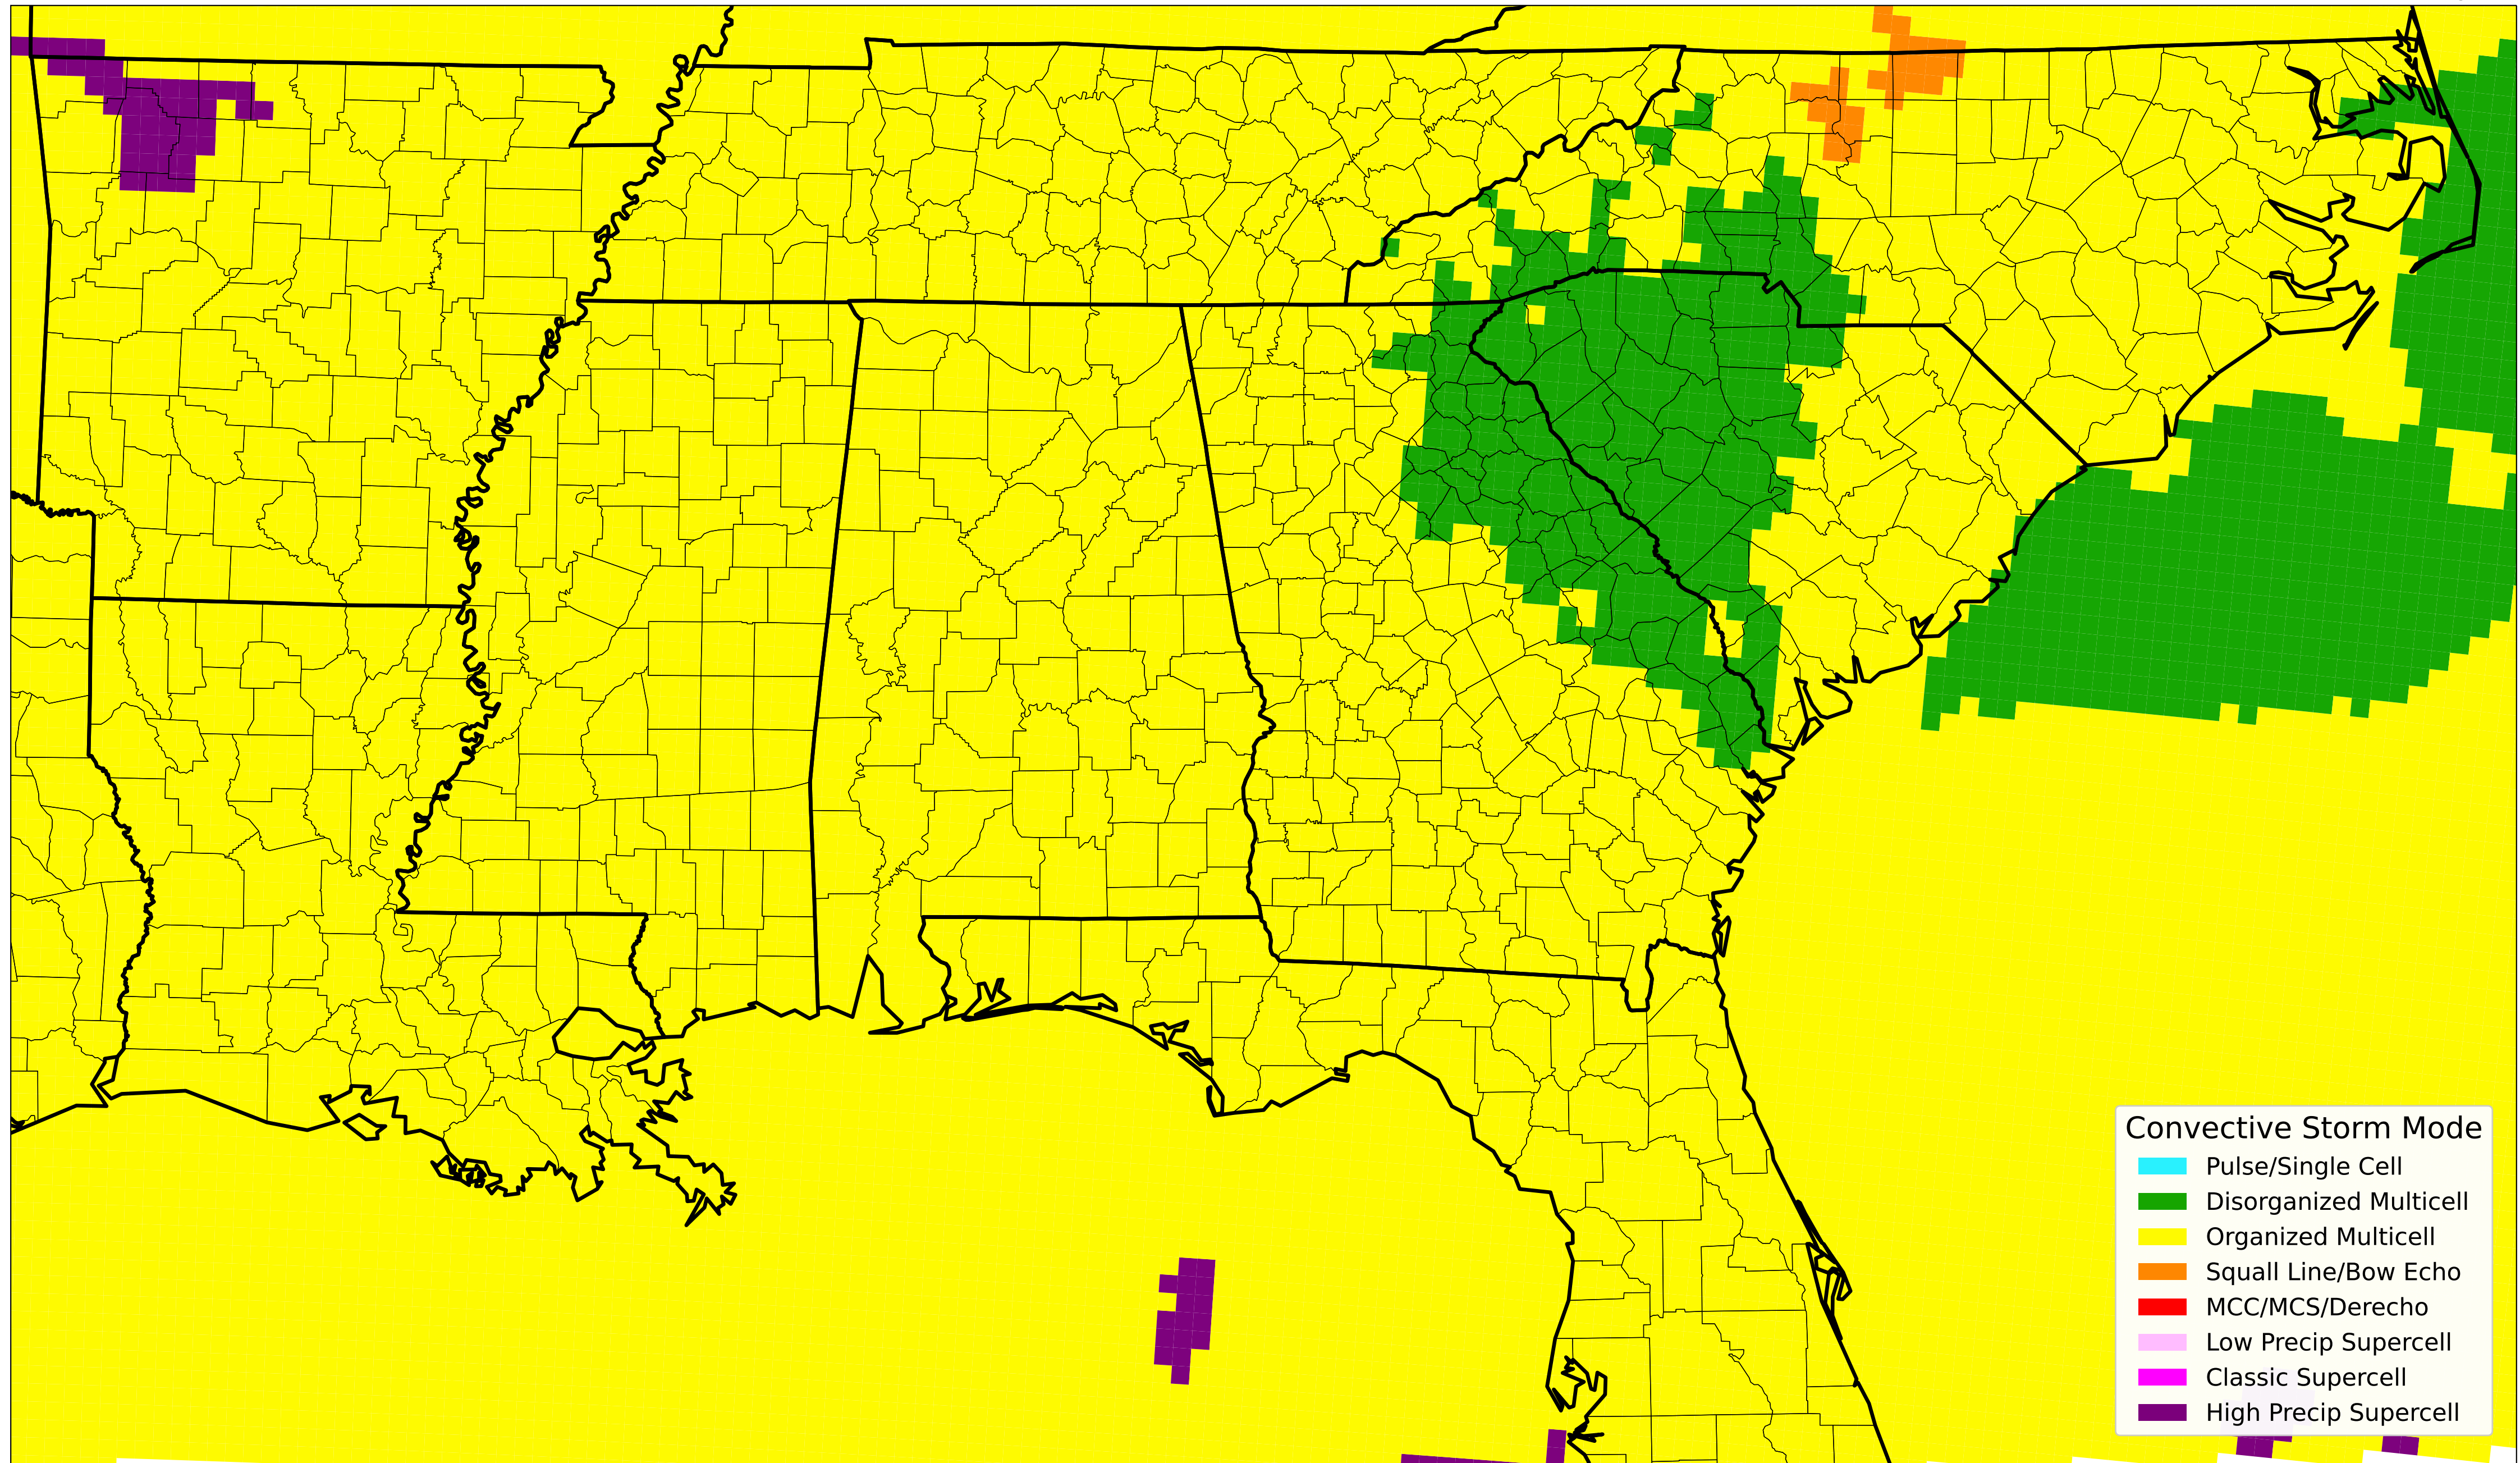 Convective Storm Mode
Pulse/Single Cell
Disorganized Multicell
Organized Multicell
Squall Line/Bow Echo
MCC/MCS/Derecho
Low Precip Supercell
Classic Supercell
High Precip Supercell